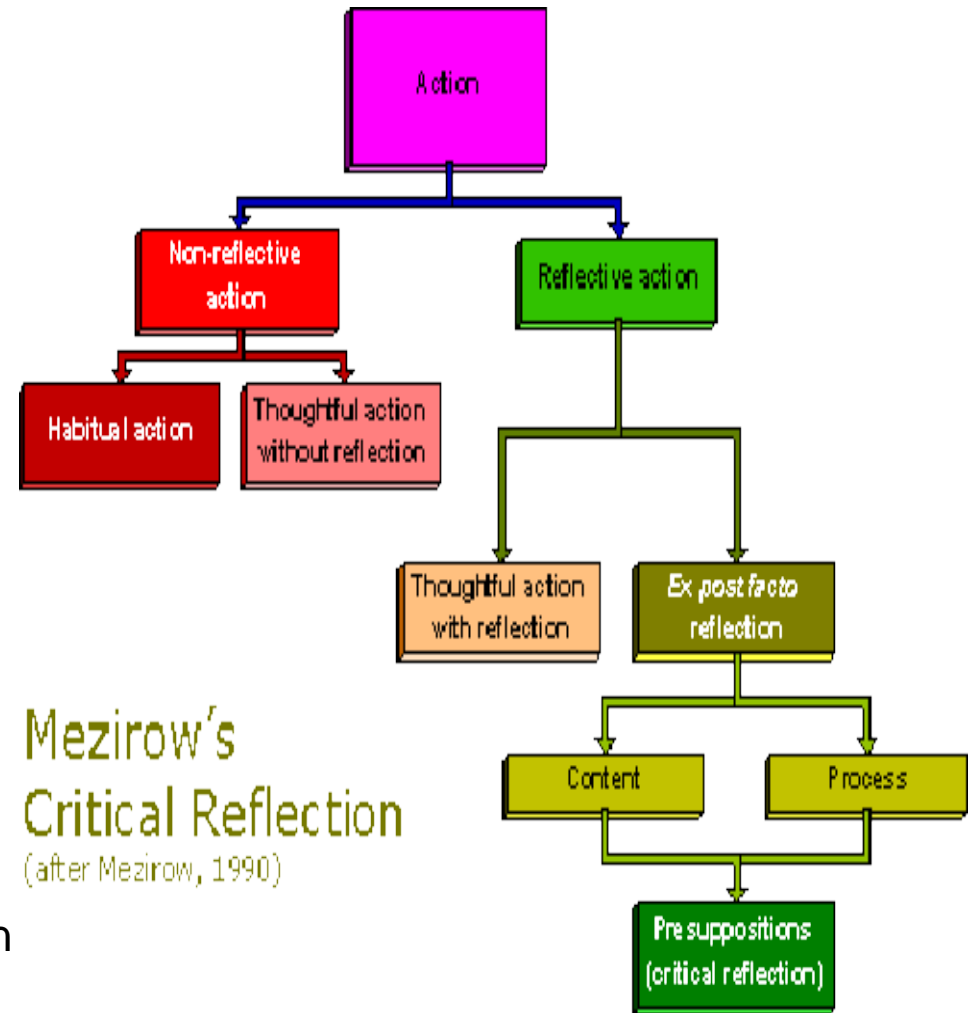 Action
Non-reflective
action
Reflective action
Habitual action
Thoughtful action
without reflection
Thoughtful action
with reflection
Ex post facto
reflection
Mezirow's
Critical Reflection
(after Mezirow, 1990)
Content
Process
n
Presuppositions
(critical reflection)